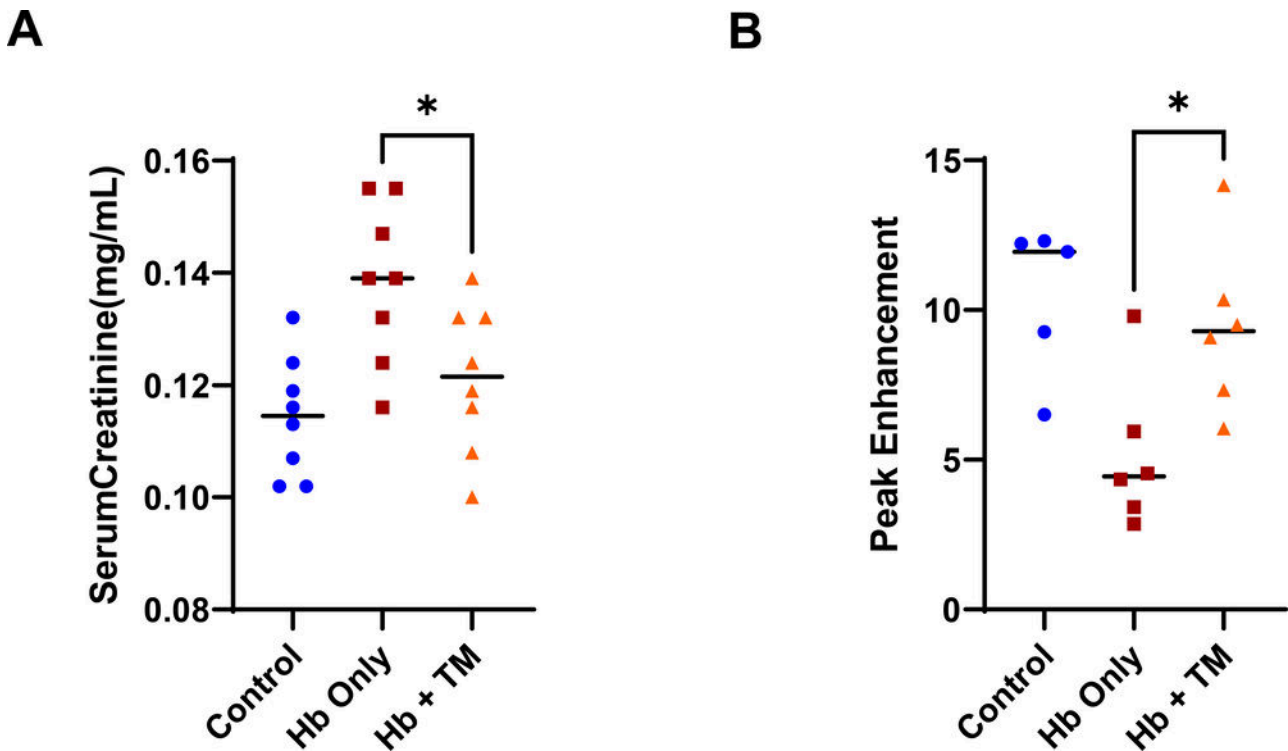 A
SerumCreatinine(mg/mL)
0.16
0.14
0.12
0.10
0.08
*
Control
Hb Only
Hb + TM
B
Peak Enhancement
15
10
5
0
*
Control
Hb Only
Hb + TM